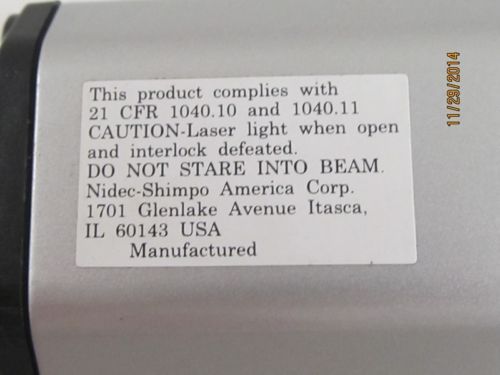 This product complies with
21 CFR 1040.10 and 1040.11
CAUTION-Laser light when open
and interlock defeated.
DO NOT STARE INTO BEAM.
Nidec-Shimpo America Corp.
1701 Glenlake Avenue Itasca,
IL 60143 USA
Manufactured
11/29/2014